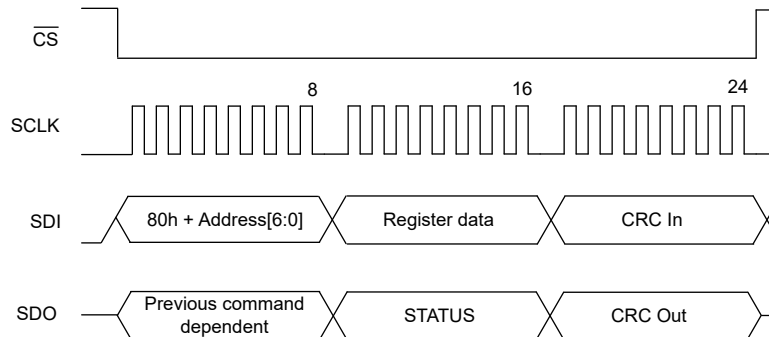 CS
8 16 24
SCLK
SDI 80h + Address[6:0] Register data CRC In
Previous command
SDO STATUS CRC Out
dependent